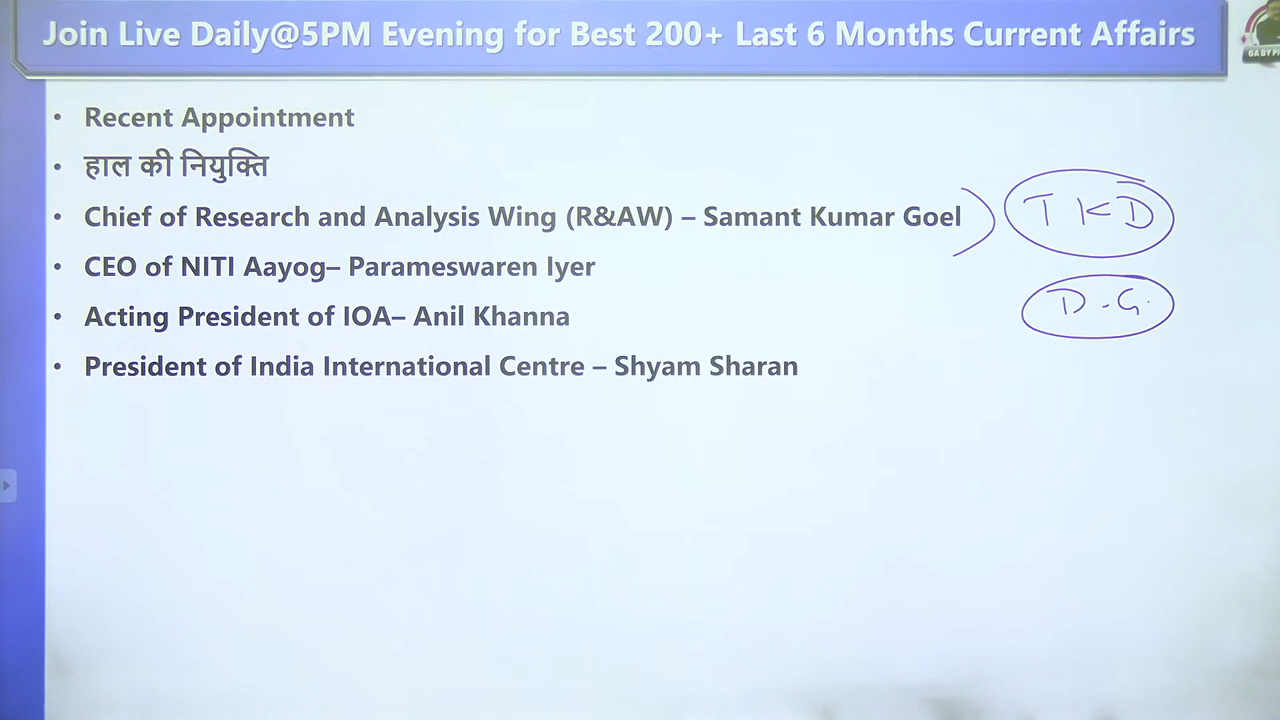 Join Live Daily@5PM Evening for Best 200+ Last 6 Months Current Affairs
GA BY
• Recent Appointment
• हाल की नियुक्ति
• Chief of Research and Analysis Wing (R&AW) – Samant Kumar Goel
T K D
• CEO of NITI Aayog– Parameswaren Iyer
• Acting President of IOA– Anil Khanna
D.G.
• President of India International Centre – Shyam Sharan